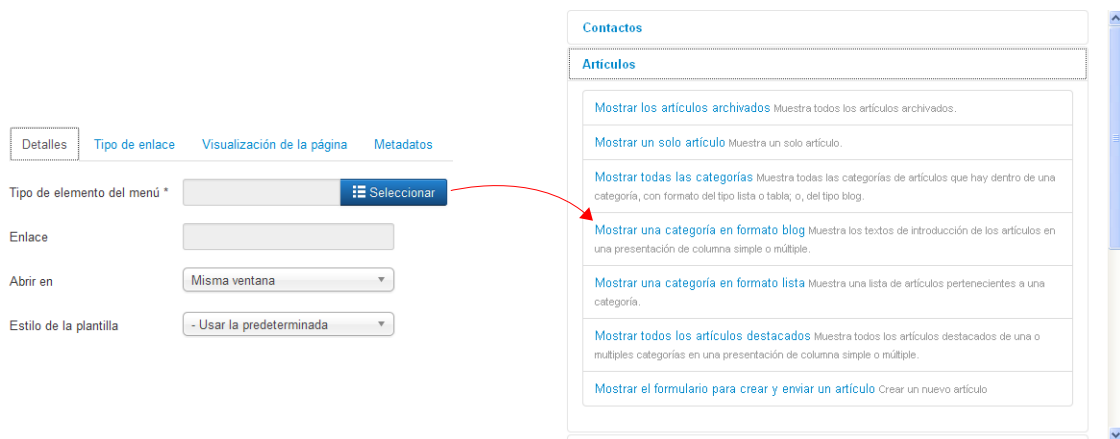 Detalles
Tipo de enlace
Visualización de la página
Metadatos
Tipo de elemento del menú *
Seleccionar
Enlace
Abrir en
Misma ventana
Estilo de la plantilla
- Usar la predeterminada
Contactos
Artículos
Mostrar los artículos archivados Muestra todos los artículos archivados.
Mostrar un solo artículo Muestra un solo artículo.
Mostrar todas las categorías Muestra todas las categorías de artículos que hay dentro de una
categoría, con formato del tipo lista o tabla; o, del tipo blog.
Mostrar una categoría en formato blog Muestra los textos de introducción de los artículos en
una presentación de columna simple o múltiple.
Mostrar una categoría en formato lista Muestra una lista de artículos pertenecientes a una
categoría.
Mostrar todos los artículos destacados Muestra todos los artículos destacados de una o
multiples categorías en una presentación de columna simple o múltiple.
Mostrar el formulario para crear y enviar un artículo Crear un nuevo artículo